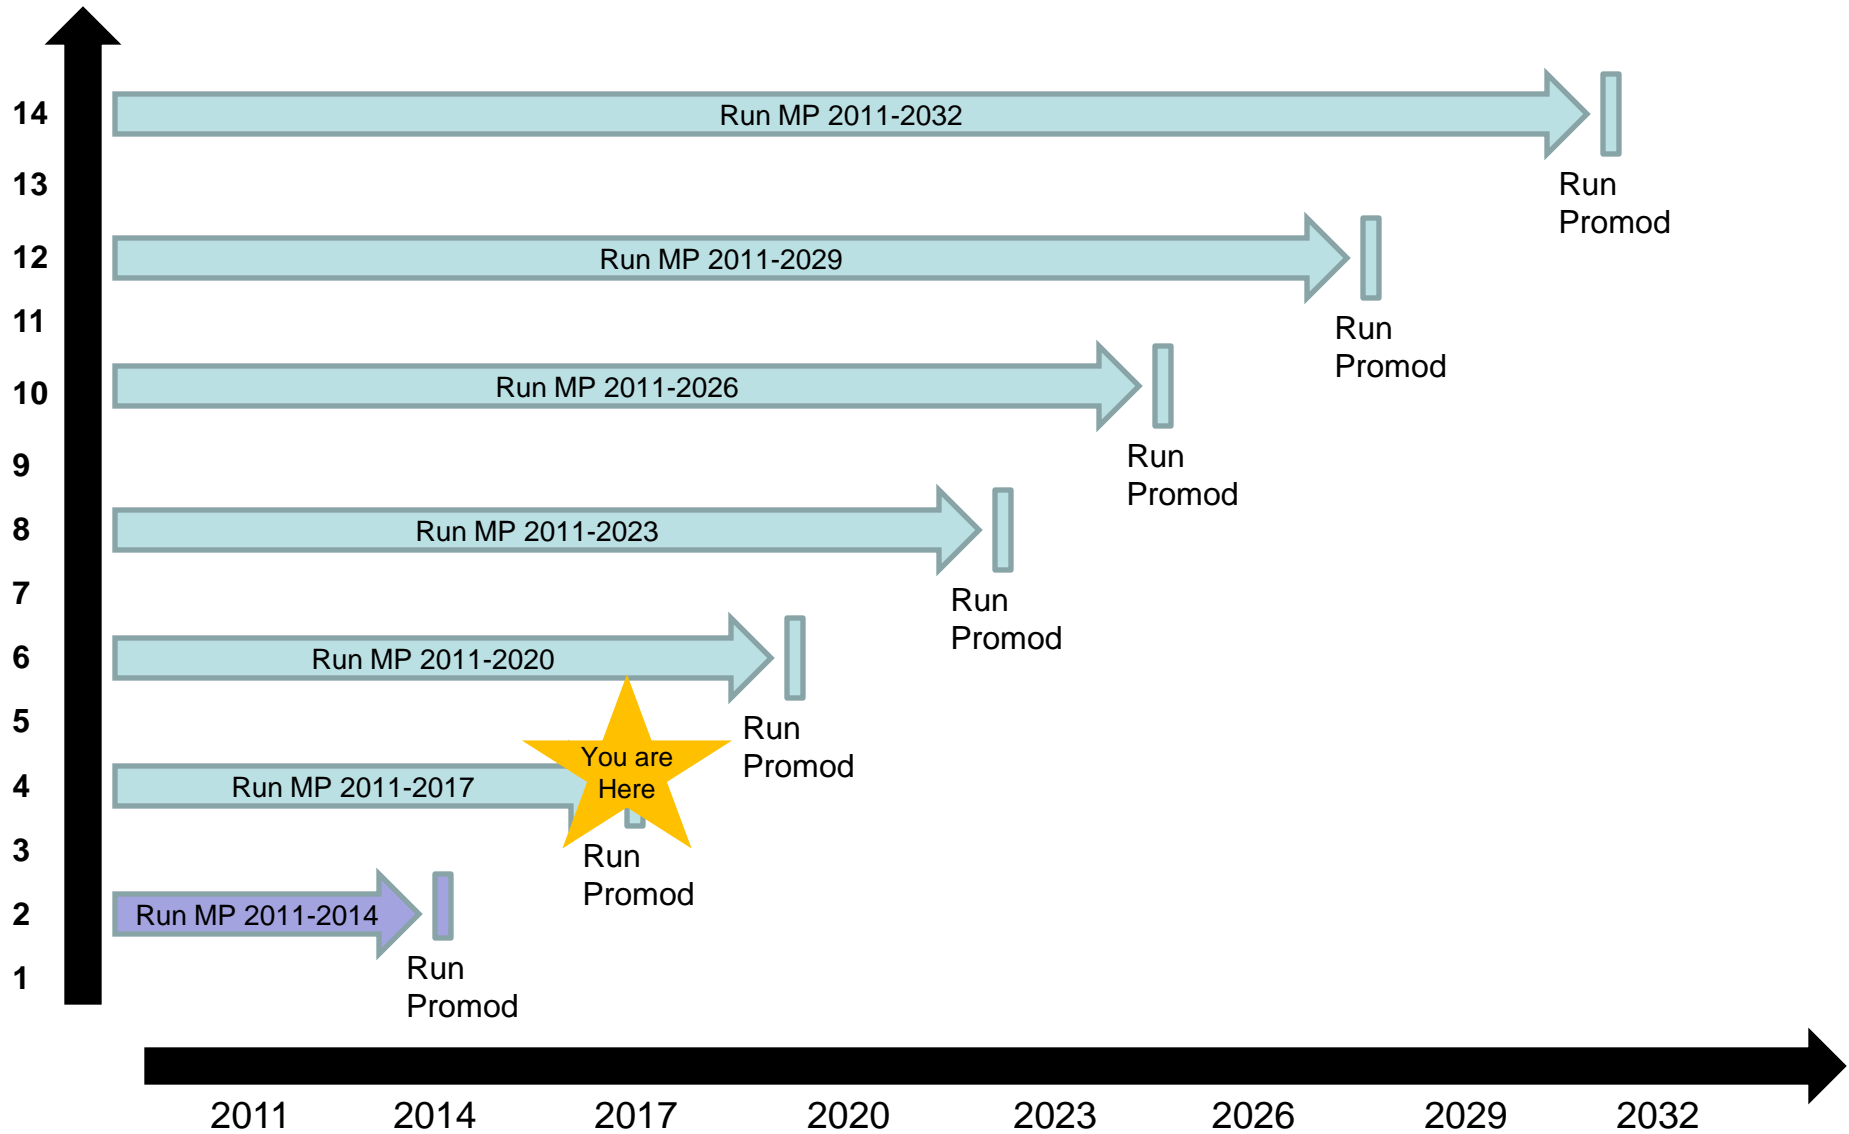 14
Run MP 2011-2032
13
Run
Promod
12
Run MP 2011-2029
11
Run
Promod
10
Run MP 2011-2026
9
Run
Promod
8
Run MP 2011-2023
7
Run
Promod
6
Run MP 2011-2020
5
Run
Promod
You are
Here
4
Run MP 2011-2017
3
Run
Promod
2
Run MP 2011-2014
1
Run
Promod
2011 2014 2017 2020 2023 2026 2029 2032